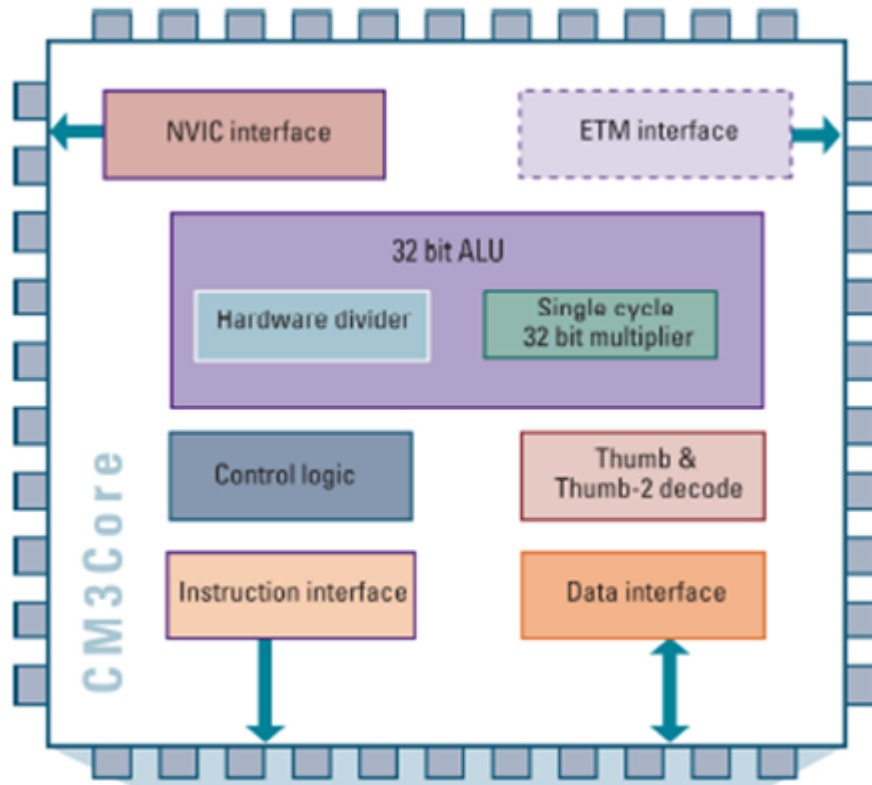 NVIC interface
ETM interface
32 bit ALU
Hardware divider
Single cycle
32 bit multiplier
Control logic
Thumb &
Thumb-2 decode
Instruction interface
Data interface
CM3Core